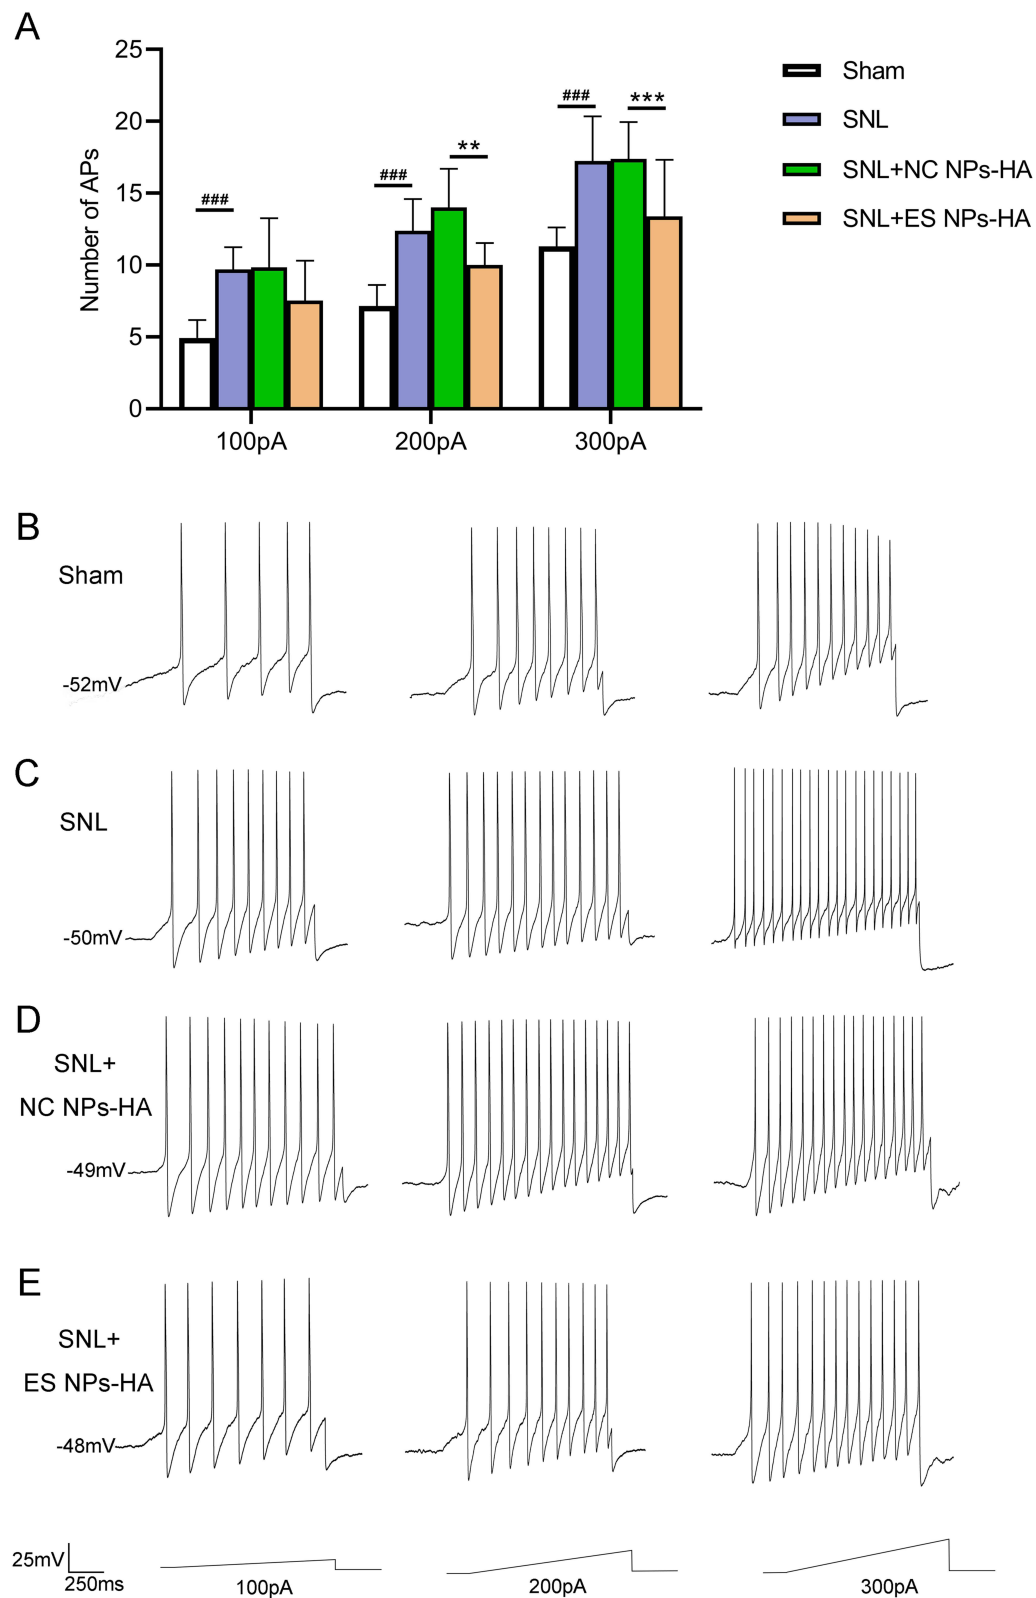 A
25
20
15
10
5
0
Number of APs
###
###
**
###
***
100pA
200pA
300pA
Sham
SNL
SNL+NC NPs-HA
SNL+ES NPs-HA
B
Sham
-52mV
C
SNL
-50mV
D
SNL+
NC NPs-HA
-49mV
E
SNL+
ES NPs-HA
-48mV
25mV
250ms
100pA
200pA
300pA